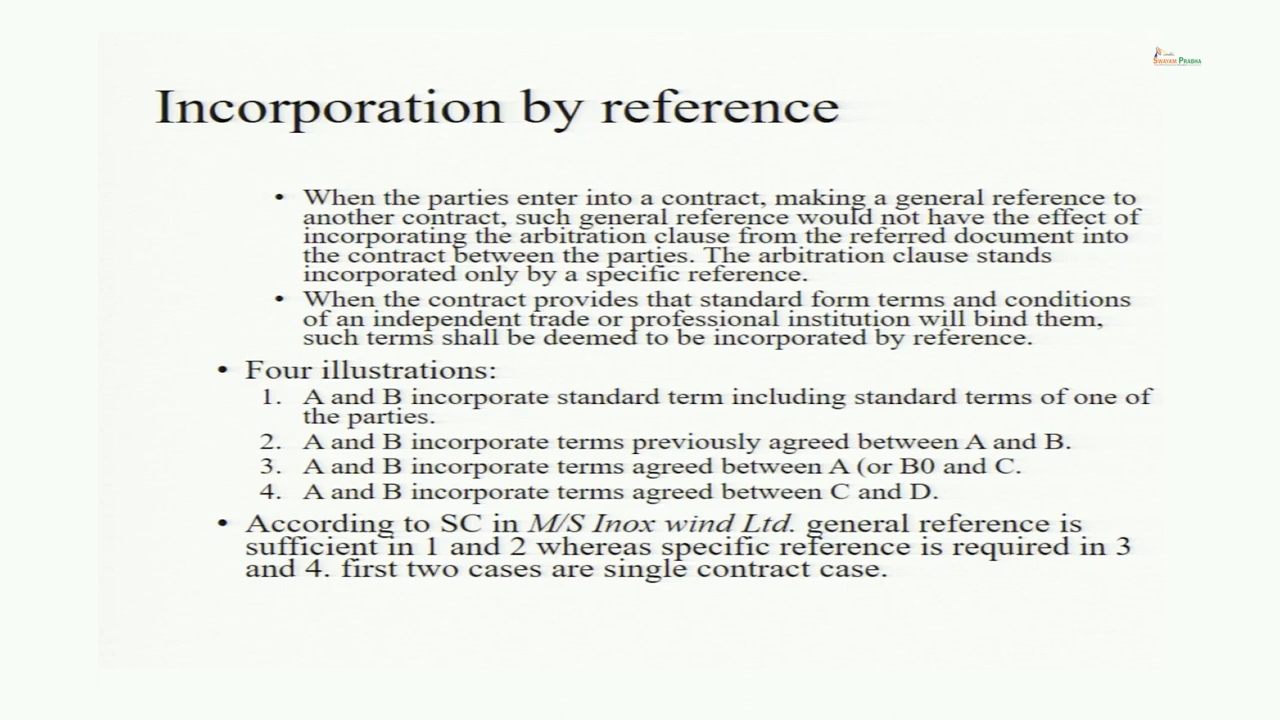 SWAYAM PRABHA
Incorporation by reference
• When the parties enter into a contract, making a general reference to
another contract, such general reference would not have the effect of
incorporating the arbitration clause from the referred document into
the contract between the parties. The arbitration clause stands
incorporated only by a specific reference.
• When the contract provides that standard form terms and conditions
of an independent trade or professional institution will bind them,
such terms shall be deemed to be incorporated by reference.
• Four illustrations:
1. A and B incorporate standard term including standard terms of one of
the parties.
2. A and B incorporate terms previously agreed between A and B.
3. A and B incorporate terms agreed between A (or B0 and C.
4. A and B incorporate terms agreed between C and D.
• According to SC in M/S Inox wind Ltd. general reference is
sufficient in 1 and 2 whereas specific reference is required in 3
and 4. first two cases are single contract case.